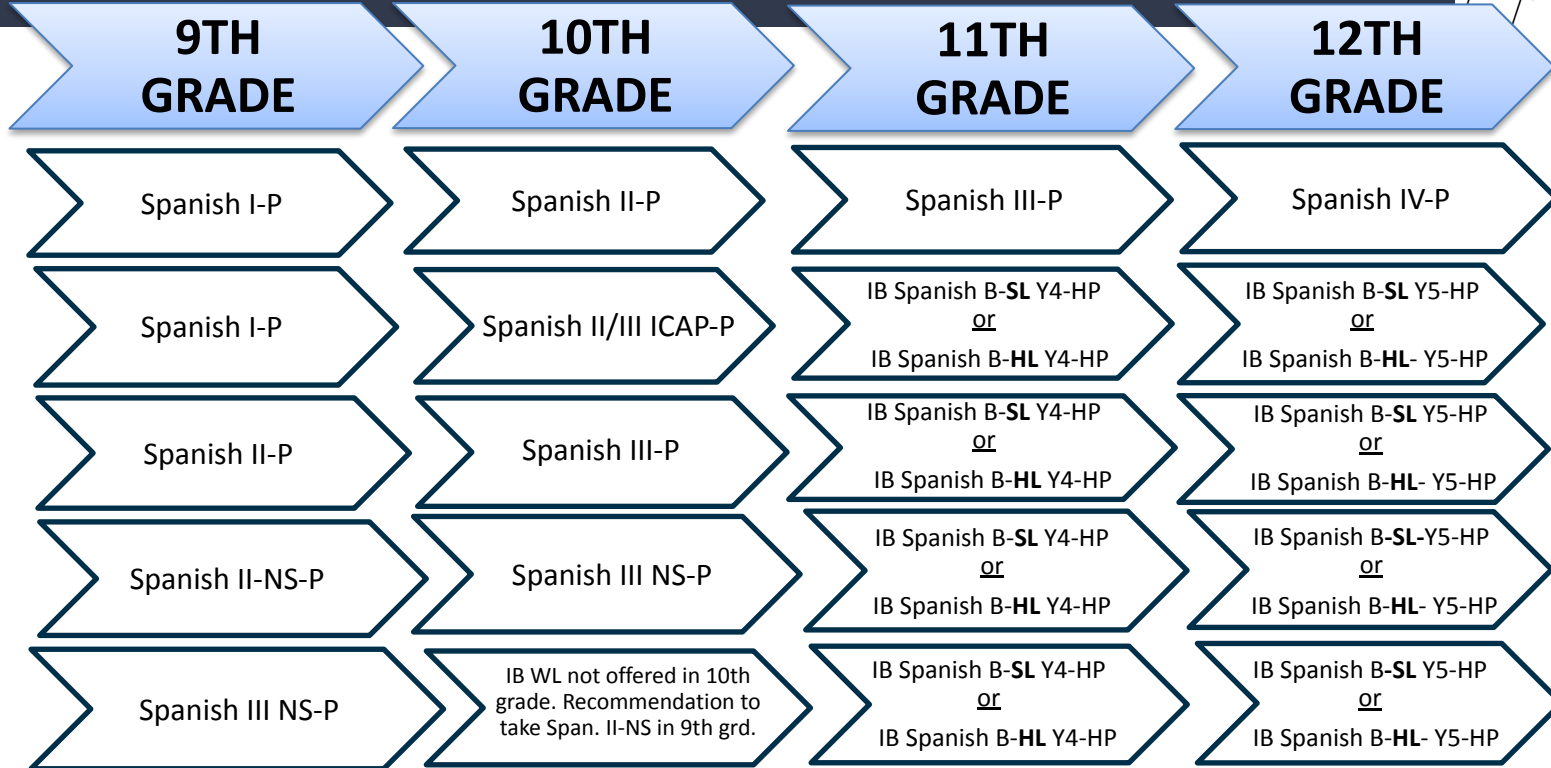 9TH
GRADE
10TH
GRADE
11TH
GRADE
12TH
GRADE
Spanish I-P
Spanish II-P
Spanish III-P
Spanish IV-P
Spanish I-P
Spanish II/III ICAP-P
IB Spanish B-SL Y4-HP
or
IB Spanish B-HL Y4-HP
IB Spanish B-SL Y5-HP
or
IB Spanish B-HL- Y5-HP
Spanish II-P
Spanish III-P
IB Spanish B-SL Y4-HP
or
IB Spanish B-HL Y4-HP
IB Spanish B-SL Y5-HP
or
IB Spanish B-HL- Y5-HP
Spanish II-NS-P
Spanish III NS-P
IB Spanish B-SL Y4-HP
or
IB Spanish B-HL Y4-HP
IB Spanish B-SL-Y5-HP
or
IB Spanish B-HL- Y5-HP
Spanish III NS-P
IB WL not offered in 10th
grade. Recommendation to
take Span. II-NS in 9th grd.
IB Spanish B-SL Y4-HP
or
IB Spanish B-HL Y4-HP
IB Spanish B-SL Y5-HP
or
IB Spanish B-HL- Y5-HP